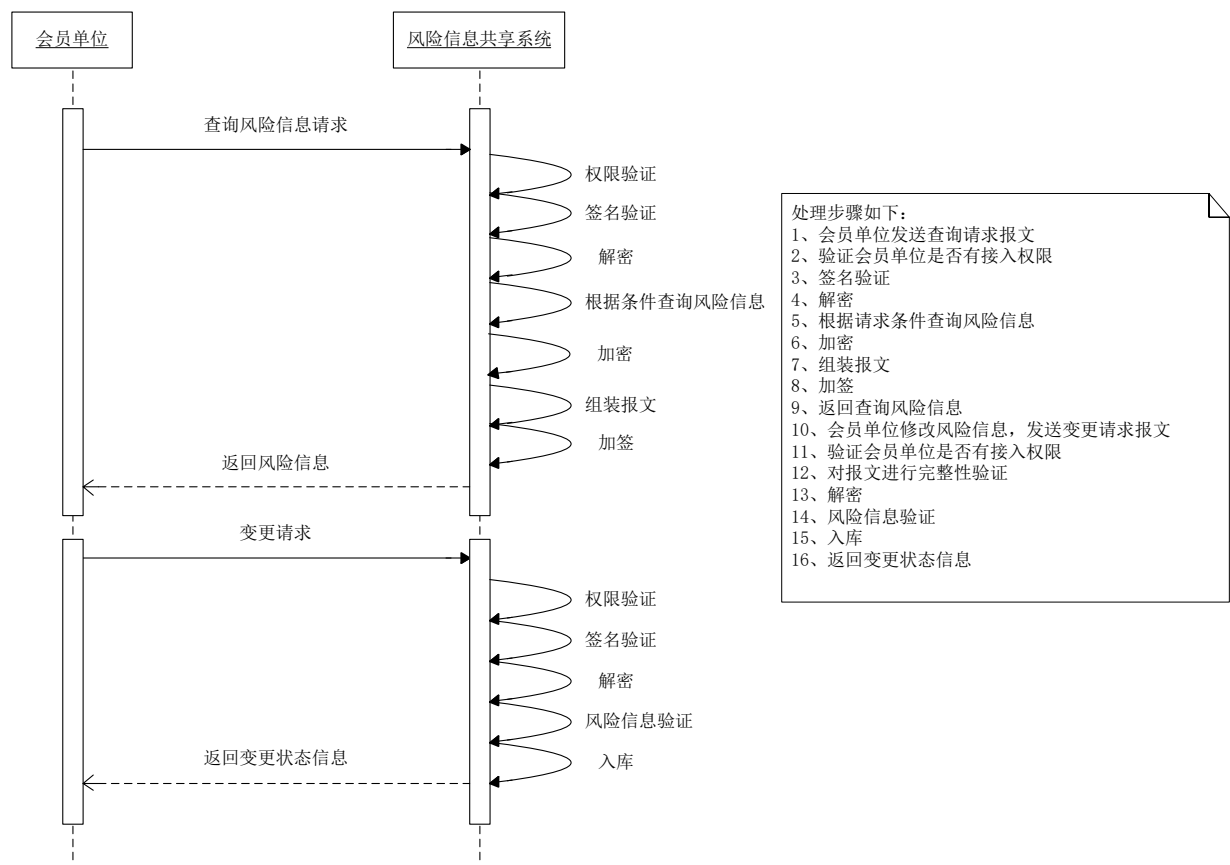 会员单位
风险信息共享系统
查询风险信息请求
权限验证
签名验证
解密
根据条件查询风险信息
加密
组装报文
加签
返回风险信息
变更请求
权限验证
签名验证
解密
风险信息验证
入库
返回变更状态信息
处理步骤如下：
1、会员单位发送查询请求报文
2、验证会员单位是否有接入权限
3、签名验证
4、解密
5、根据请求条件查询风险信息
6、加密
7、组装报文
8、加签
9、返回查询风险信息
10、会员单位修改风险信息，发送变更请求报文
11、验证会员单位是否有接入权限
12、对报文进行完整性验证
13、解密
14、风险信息验证
15、入库
16、返回变更状态信息